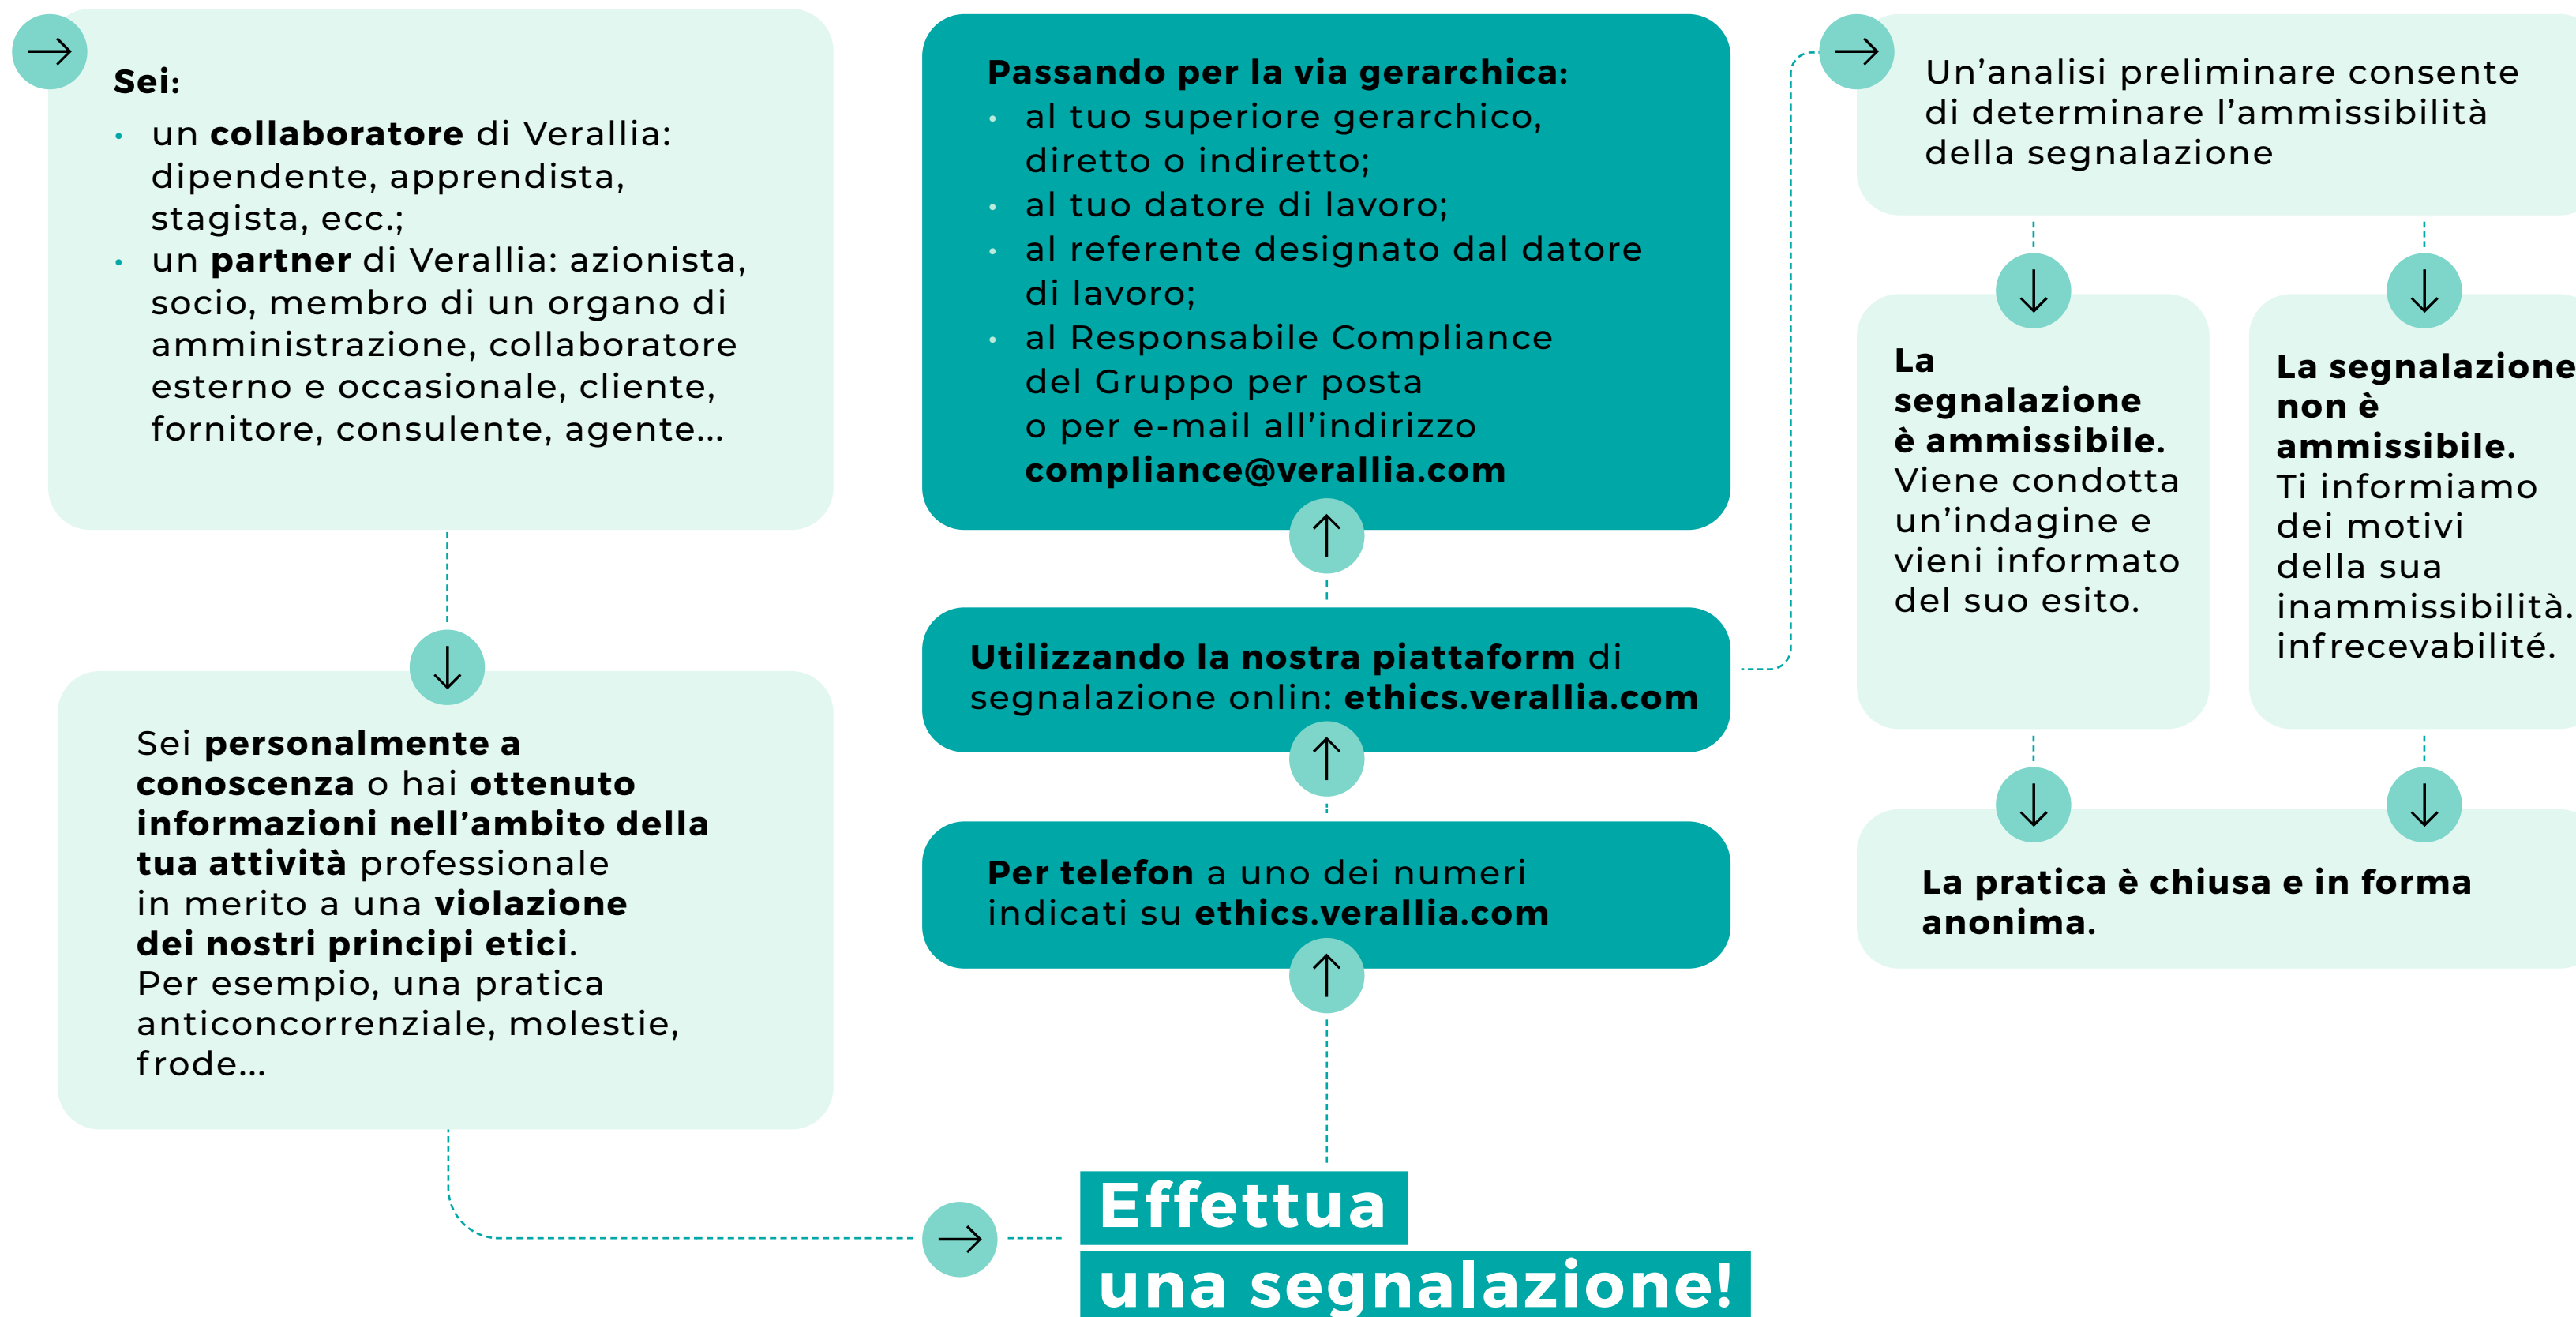 Sei:
• un collaboratore di Verallia:
dipendente, apprendista,
stagista, ecc.;
• un partner di Verallia: azionista,
socio, membro di un organo di
amministrazione, collaboratore
esterno e occasionale, cliente,
fornitore, consulente, agente...
Sei personalmente a
conoscenza o hai ottenuto
informazioni nell’ambito della
tua attività professionale
in merito a una violazione
dei nostri principi etici.
Per esempio, una pratica
anticoncorrenziale, molestie,
frode...
Effettua
una segnalazione!
Per telefon a uno dei numeri
indicati su ethics.verallia.com
Utilizzando la nostra piattaform di
segnalazione onlin: ethics.verallia.com
Passando per la via gerarchica:
• al tuo superiore gerarchico,
diretto o indiretto;
• al tuo datore di lavoro;
• al referente designato dal datore
di lavoro;
• al Responsabile Compliance
del Gruppo per posta
o per e-mail all’indirizzo
compliance@verallia.com
Un’analisi preliminare consente
di determinare l’ammissibilità
della segnalazione
La
segnalazione
è ammissibile.
Viene condotta
un’indagine e
vieni informato
del suo esito.
La segnalazione
non è
ammissibile.
Ti informiamo
dei motivi
della sua
inammissibilità.
infrecevabilité.
La pratica è chiusa e in forma
anonima.